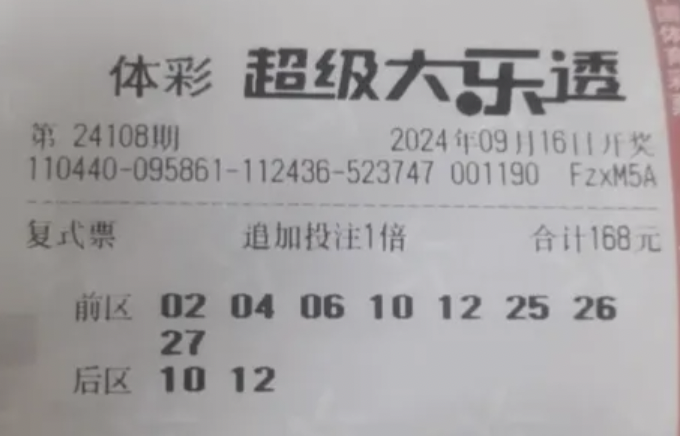 体彩 超级大乐透
第 24108期 2024年09月16日开奖
110440-095861-112436-523747 001190 FzxM5A
复式票 追加投注1倍 合计168元
前区 02 04 06 10 12 25 26
27
后区 10 12